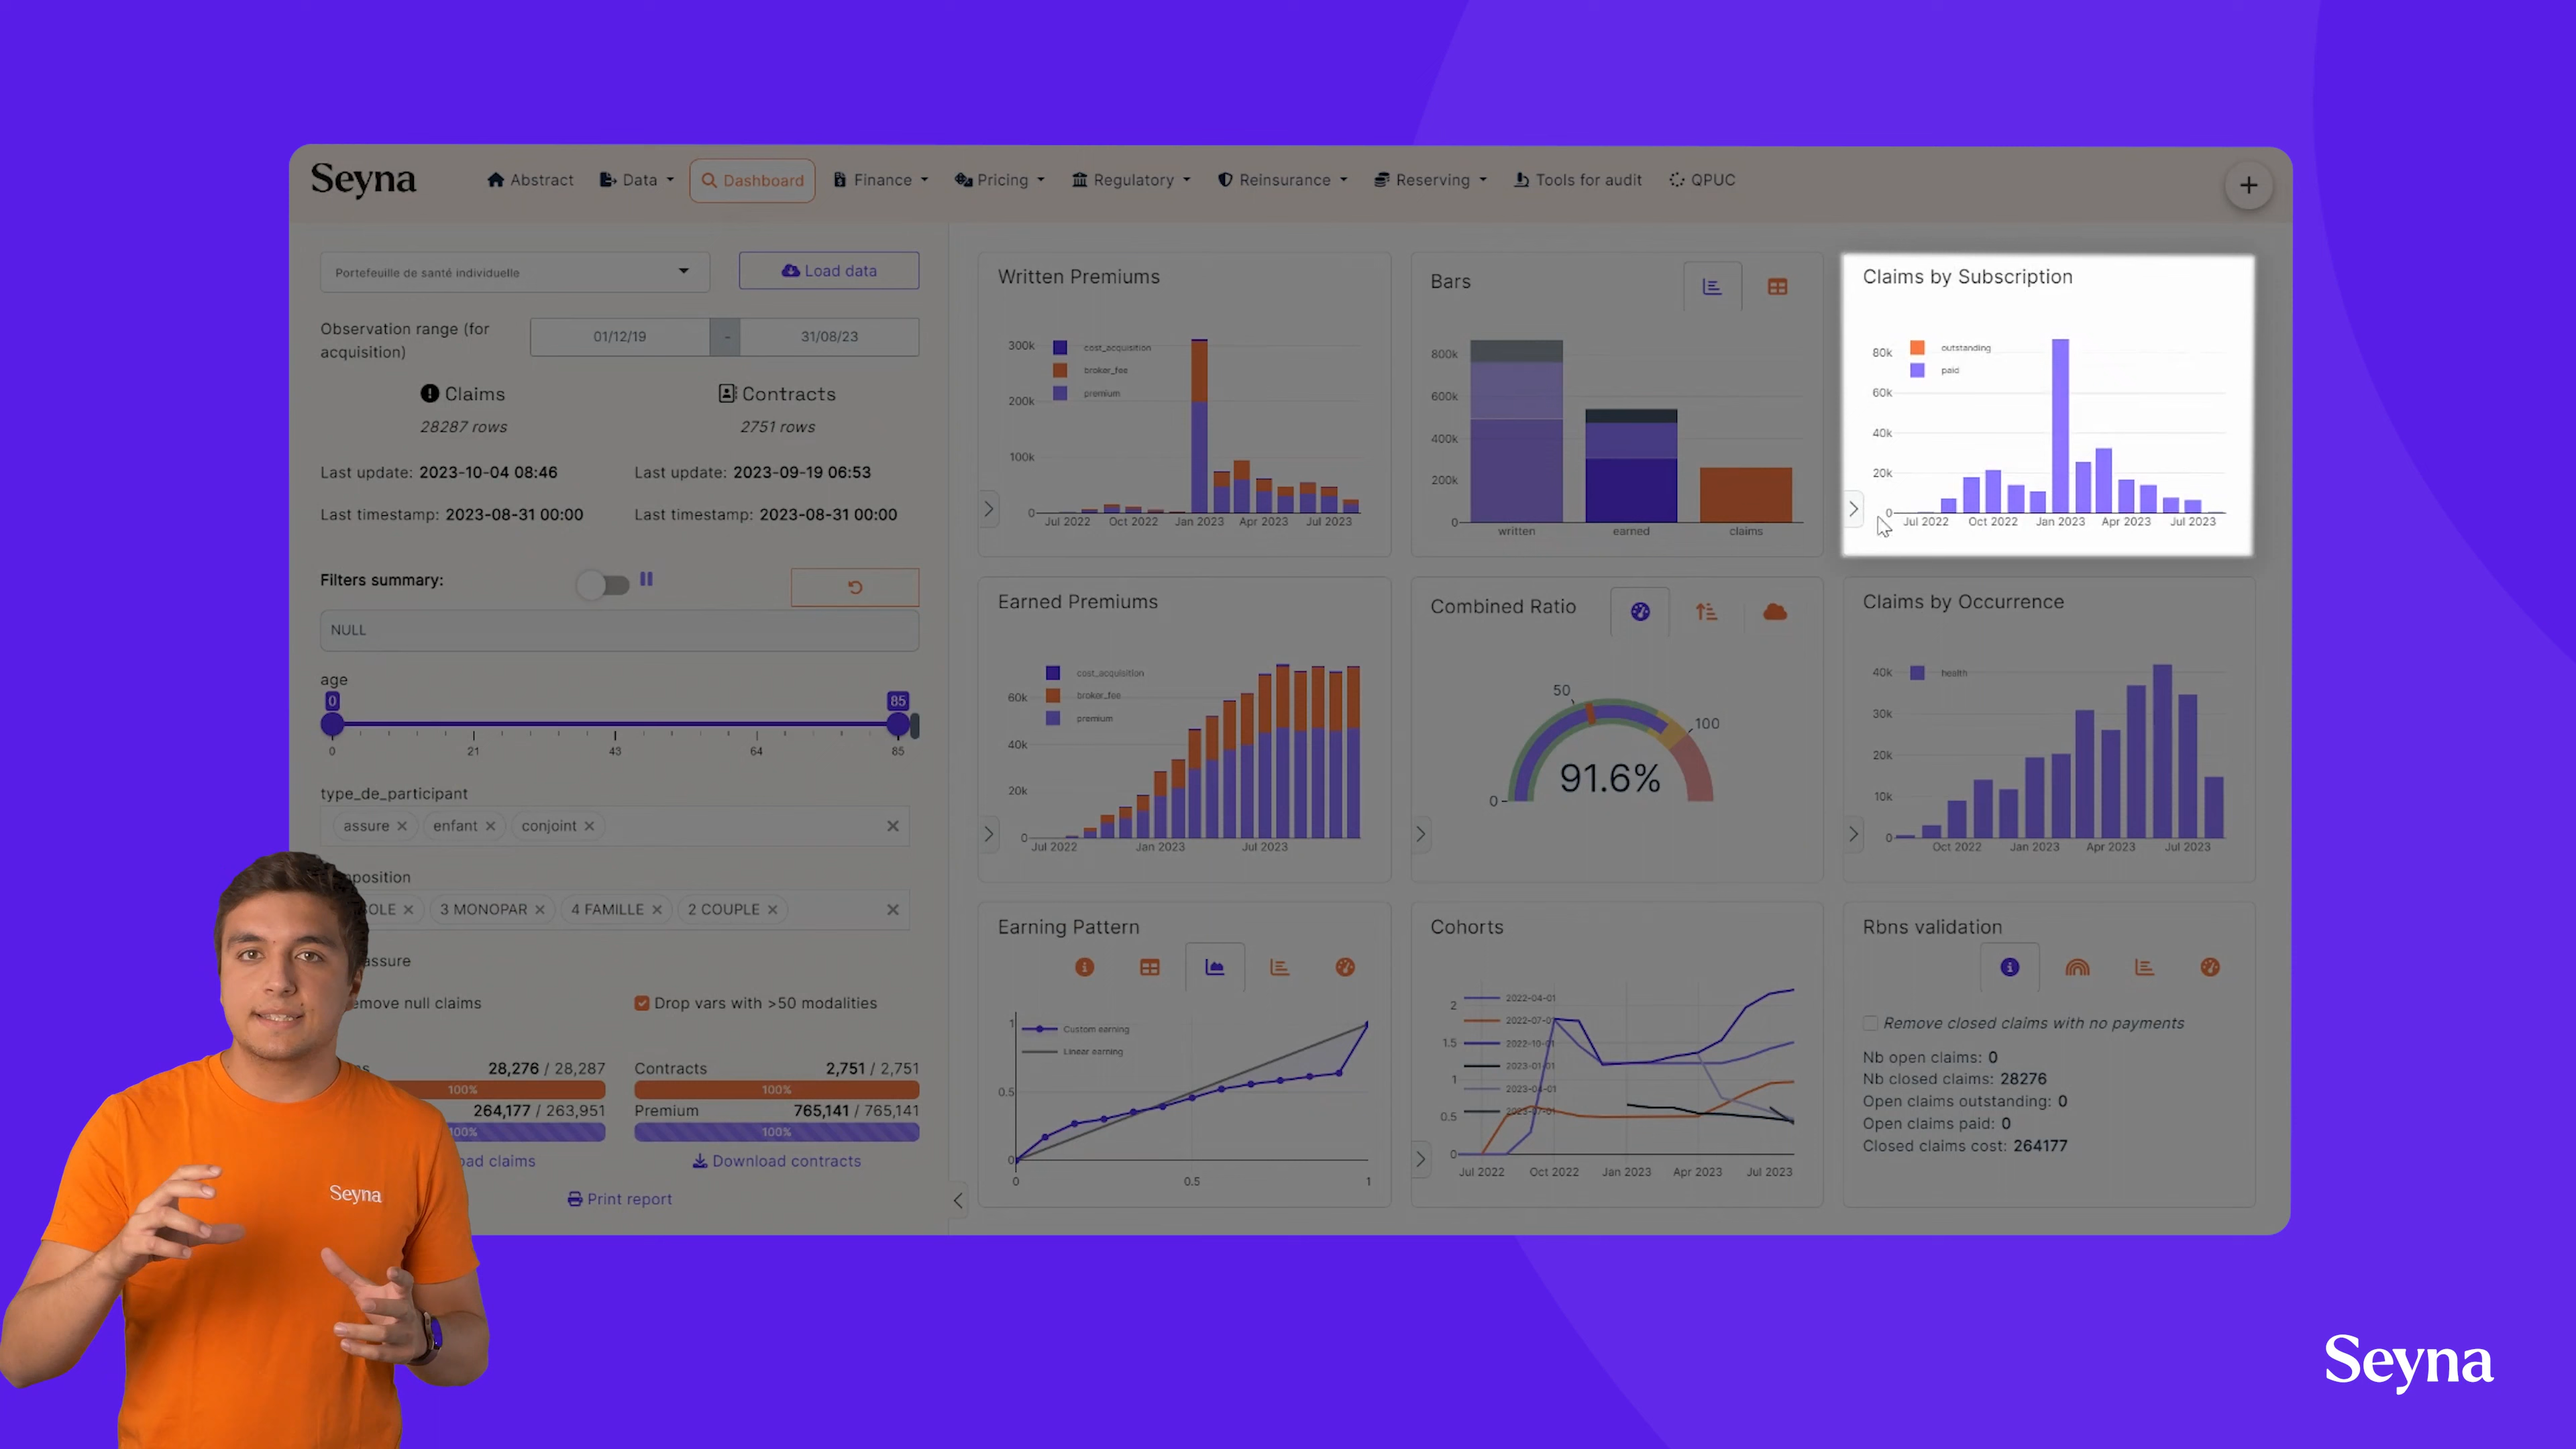 Seyna
Abstract
Data
Dashboard
Finance
Pricing
Regulatory
Reinsurance
Reserving
Tools for audit
QPUC
+
Portefeuille de santé individuelle
Load data
Observation range (for
acquisition)
01/12/19 - 31/08/23
Claims
28287 rows
Contracts
2751 rows
Last update: 2023-10-04 08:46
Last update: 2023-09-19 06:53
Last timestamp: 2023-08-31 00:00
Last timestamp: 2023-08-31 00:00
Filters summary:
NULL
age
0
85
0 21 43 64 85
type_de_participant
assure × enfant × conjoint ×
position
OLE × 3 MONOPAR × 4 FAMILLE × 2 COUPLE ×
assure
emove null claims
Drop vars with >50 modalities
28,276 / 28,287
100%
264,177 / 263,951
100%
Contracts 2,751 / 2,751
100%
Premium 765,141 / 765,141
100%
oad claims
Download contracts
Print report
Written Premiums
cost_acquisition
broker_fee
premium
300k
200k
100k
0
Jul 2022 Oct 2022 Jan 2023 Apr 2023 Jul 2023
Bars
800k
600k
400k
200k
0
written earned claims
Claims by Subscription
outstanding
paid
80k
60k
40k
20k
0
Jul 2022 Oct 2022 Jan 2023 Apr 2023 Jul 2023
Earned Premiums
cost_acquisition
broker_fee
premium
60k
40k
20k
0
Jul 2022 Jan 2023 Jul 2023
Combined Ratio
0
50
100
91.6%
Claims by Occurrence
health
40k
30k
20k
10k
0
Oct 2022 Jan 2023 Apr 2023 Jul 2023
Earning Pattern
Custom earning
Linear earning
1
0.5
0
0 0.5 1
Cohorts
2022-04-01
2022-07-01
2022-10-01
2023-01-01
2023-04-01
2023-07-01
2
1.5
1
0.5
0
Jul 2022 Oct 2022 Jan 2023 Apr 2023 Jul 2023
Rbns validation
Remove closed claims with no payments
Nb open claims: 0
Nb closed claims: 28276
Open claims outstanding: 0
Open claims paid: 0
Closed claims cost: 264177
Seyna
Seyna